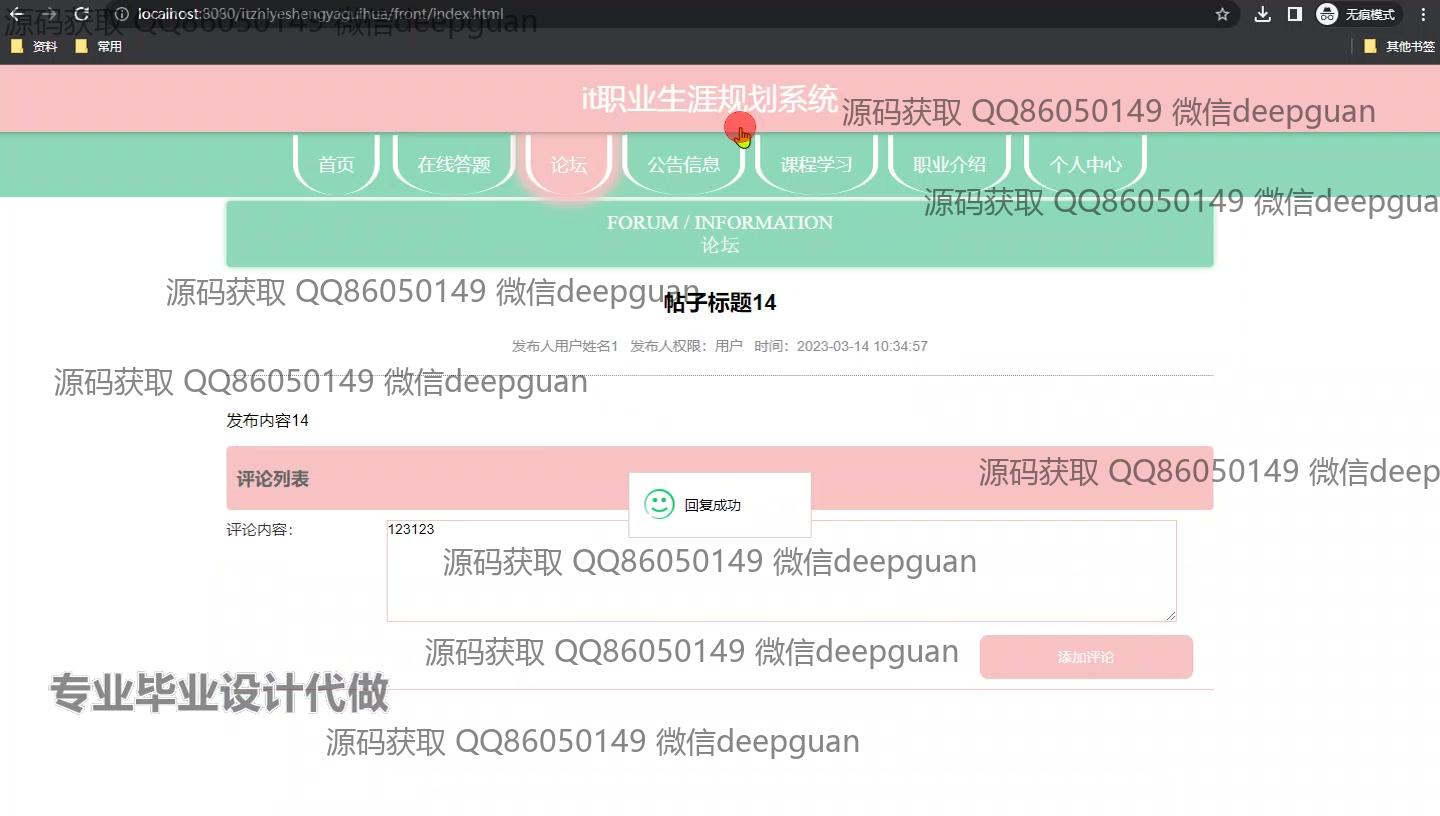 localhost:8080/itzhiyeshengyaguihua/front/index.html
无痕模式
源码获取 QQ86050149 微信deepguan
资料
常用
其他书签
it职业生涯规划系统
源码获取 QQ86050149 微信deepguan
首页
在线答题
论坛
公告信息
课程学习
职业介绍
个人中心
源码获取 QQ86050149 微信deepgua
FORUM / INFORMATION
论坛
源码获取 QQ86050149 微信deepguan
帖子标题14
发布人用户姓名1 发布人权限：用户 时间：2023-03-14 10:34:57
源码获取 QQ86050149 微信deepguan
发布内容14
评论列表
源码获取 QQ86050149 微信deep
回复成功
评论内容:
123123
源码获取 QQ86050149 微信deepguan
源码获取 QQ86050149 微信deepguan
添加评论
专业毕业设计代做
源码获取 QQ86050149 微信deepguan